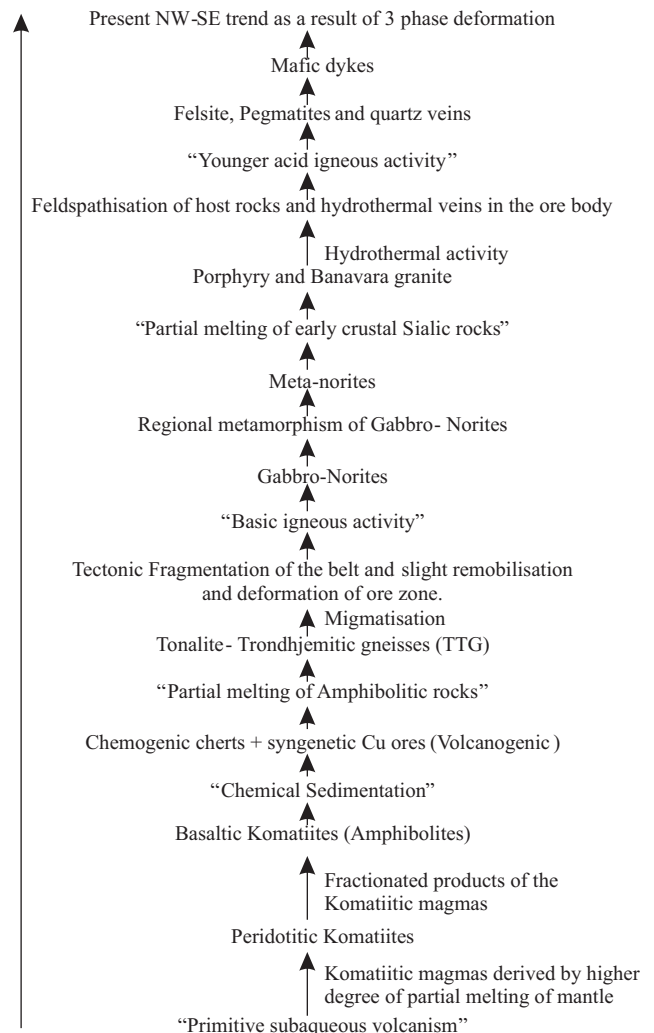 Present NW-SE trend as a result of 3 phase deformation
Mafic dykes
Felsite, Pegmatites and quartz veins
“Younger acid igneous activity”
Feldspathisation of host rocks and hydrothermal veins in the ore body
Hydrothermal activity
Porphyry and Banavara granite
“Partial melting of early crustal Sialic rocks”
Meta-norites
Regional metamorphism of Gabbro- Norites
Gabbro-Norites
“Basic igneous activity”
Tectonic Fragmentation of the belt and slight remobilisation
and deformation of ore zone.
Migmatisation
Tonalite- Trondhjemitic gneisses (TTG)
“Partial melting of Amphibolitic rocks”
Chemogenic cherts + syngenetic Cu ores (Volcanogenic )
“Chemical Sedimentation”
Basaltic Komatiites (Amphibolites)
Fractionated products of the
Komatiitic magmas
Peridotitic Komatiites
Komatiitic magmas derived by higher
degree of partial melting of mantle
“Primitive subaqueous volcanism”